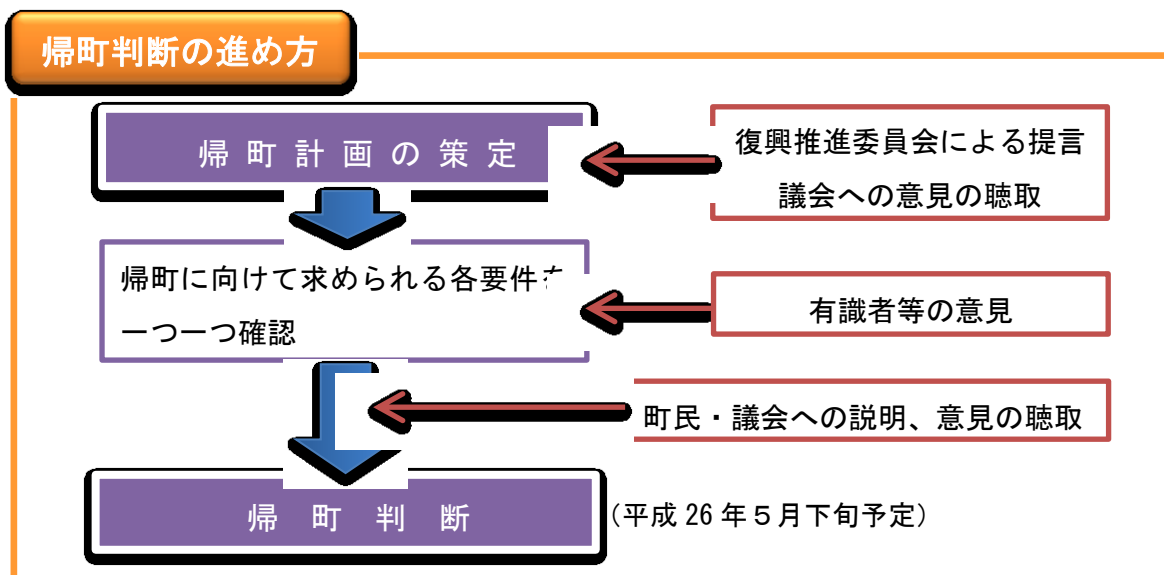 帰町判断の進め方
帰町計画の策定
復興推進委員会による提言
議会への意見の聴取
帰町に向けて求められる各要件
一つ一つ確認
有識者等の意見
町民・議会への説明、意見の聴取
帰町判断
(平成26年5月下旬予定)